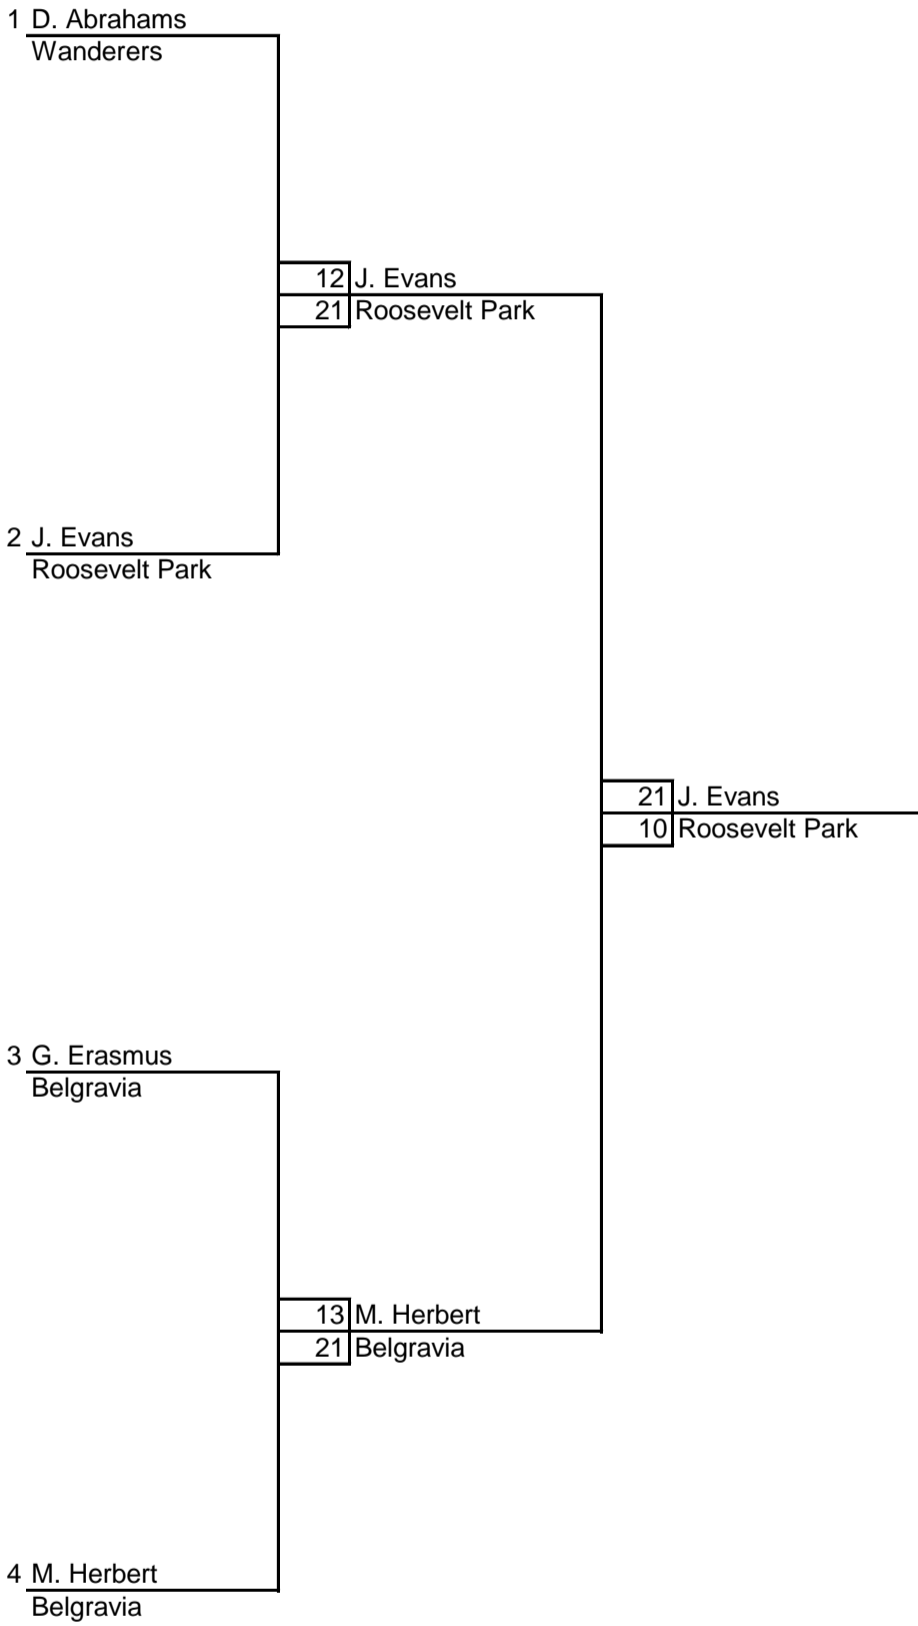 1 D. Abrahams
Wanderers
12 J. Evans
21 Roosevelt Park
2 J. Evans
Roosevelt Park
21 J. Evans
10 Roosevelt Park
3 G. Erasmus
Belgravia
13 M. Herbert
21 Belgravia
4 M. Herbert
Belgravia